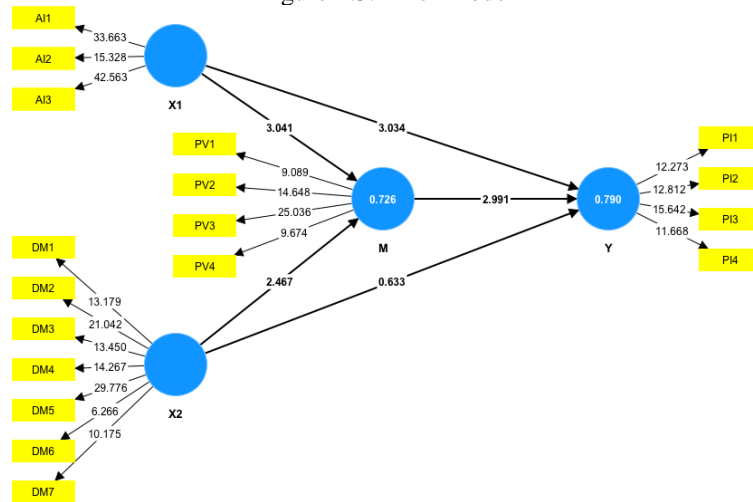 AI1
33.663
AI2
15.328
42.563
AI3
X1
3.041
3.034
PV1
9.089
PV2
14.648
PV3
25.036
PV4
9.674
0.726
M
2.991
0.790
Y
PI1
12.273
PI2
12.812
15.642
PI3
11.668
PI4
DM1
DM2
13.179
DM3
21.042
13.450
DM4
14.267
DM5
29.776
DM6
6.266
10.175
DM7
2.467
0.633
X2